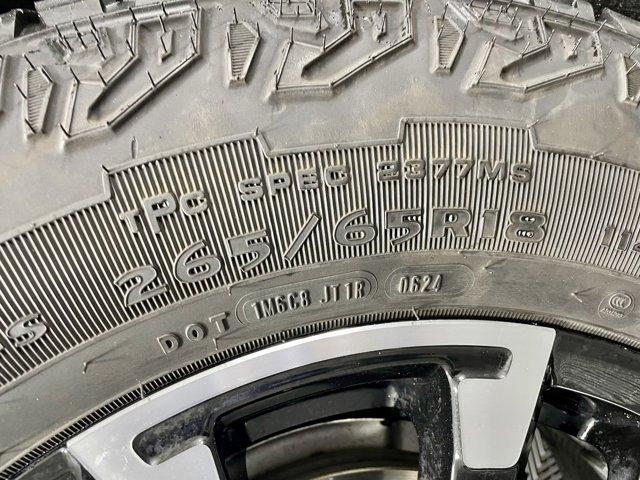 TPC SPEC 2377MS
265/65R18
DOT 1M6C8 JT1R 0624